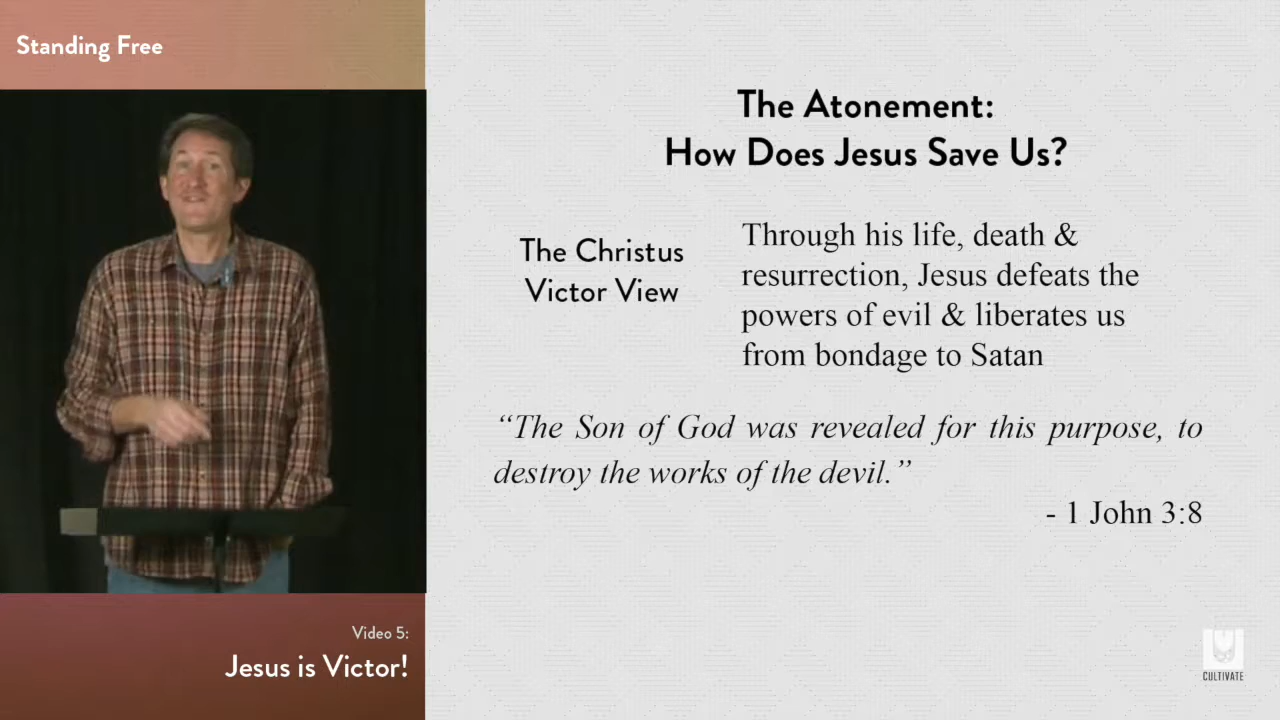 Standing Free
The Atonement:
How Does Jesus Save Us?
The Christus
Victor View
Through his life, death &
resurrection, Jesus defeats the
powers of evil & liberates us
from bondage to Satan
“The Son of God was revealed for this purpose, to
destroy the works of the devil.”
- 1 John 3:8
Video 5:
Jesus is Victor!
CULTIVATE